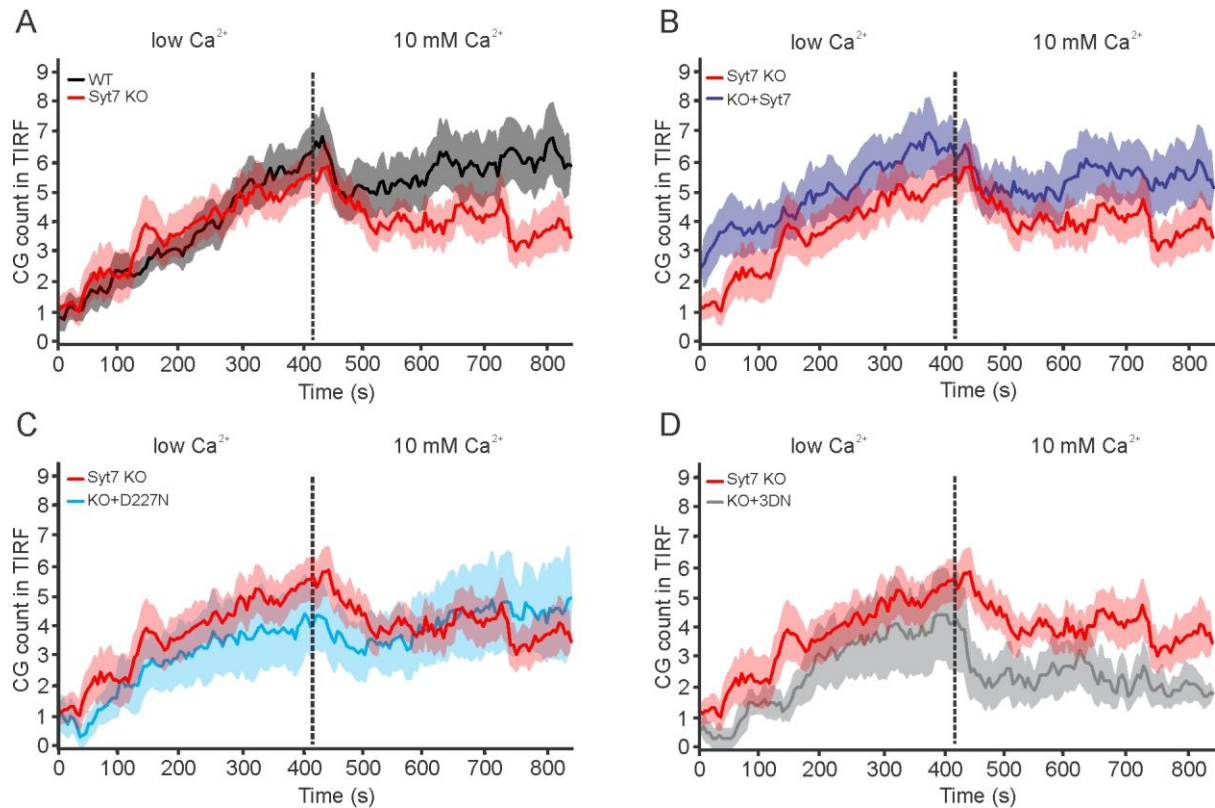 A
low Ca²⁺ 10 mM Ca²⁺
WT
Syt7 KO
CG count in TIRF
9
8
7
6
5
4
3
2
1
0
0 100 200 300 400 500 600 700 800
Time (s)
B
low Ca²⁺ 10 mM Ca²⁺
Syt7 KO
KO+Syt7
CG count in TIRF
9
8
7
6
5
4
3
2
1
0
0 100 200 300 400 500 600 700 800
Time (s)
C
low Ca²⁺ 10 mM Ca²⁺
Syt7 KO
KO+D227N
CG count in TIRF
9
8
7
6
5
4
3
2
1
0
0 100 200 300 400 500 600 700 800
Time (s)
D
low Ca²⁺ 10 mM Ca²⁺
Syt7 KO
KO+3DN
CG count in TIRF
9
8
7
6
5
4
3
2
1
0
0 100 200 300 400 500 600 700 800
Time (s)